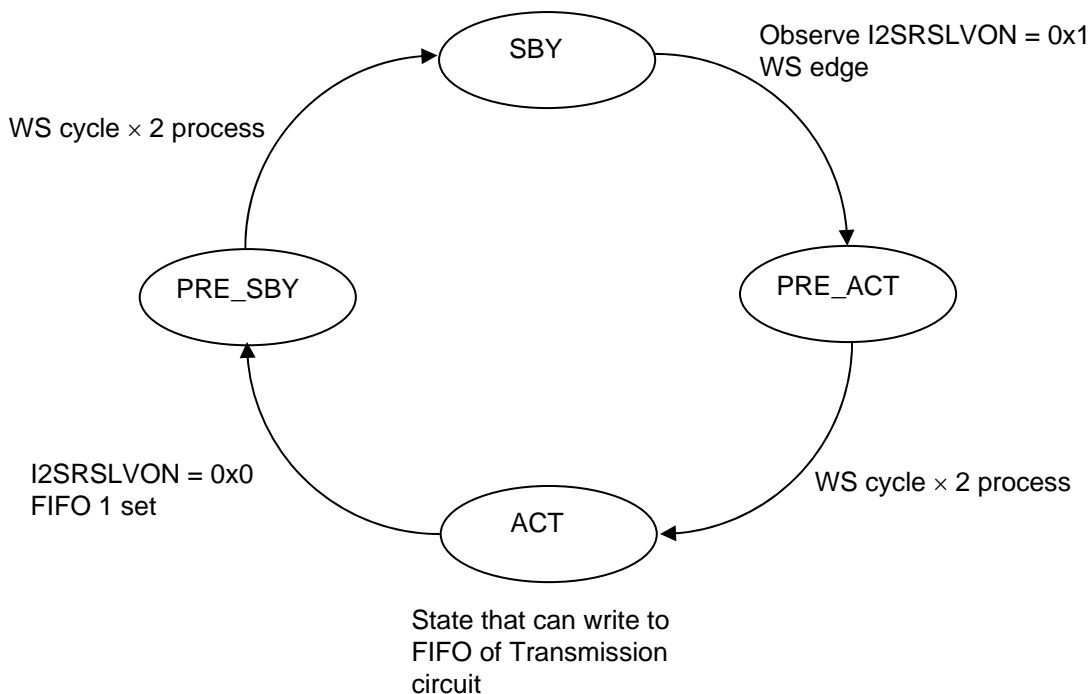 SBY
Observe I2SRSLVON = 0x1
WS edge
WS cycle × 2 process
PRE_SBY
PRE_ACT
I2SRSLVON = 0x0
FIFO 1 set
WS cycle × 2 process
ACT
State that can write to
FIFO of Transmission
circuit